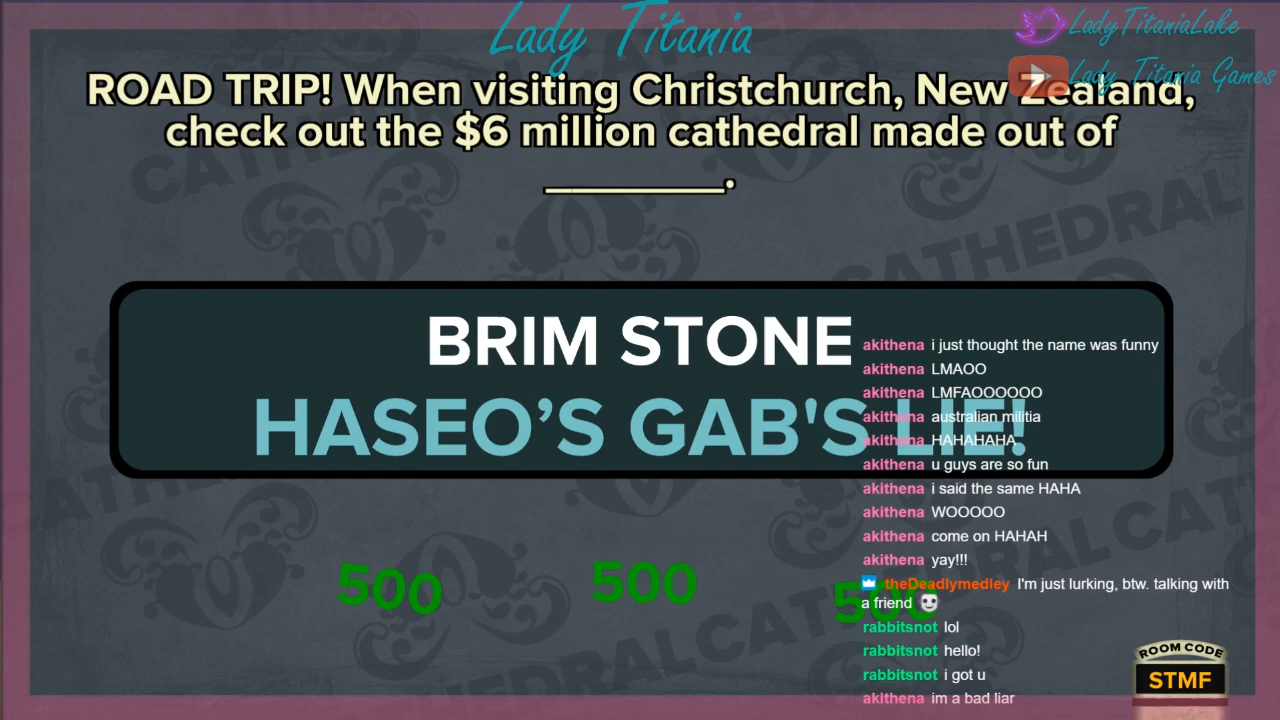 Lady Titania
LadyTitaniaLake
Lady Titania Games
ROAD TRIP! When visiting Christchurch, New Zealand,
check out the $6 million cathedral made out of
_________.
CATHEDRAL
CATHEDRAL
BRIM STONE
HASEO’S GAB'S LIE!
500
500
500
akithena i just thought the name was funny
akithena LMAOO
akithena LMFAOOOOOO
akithena australian militia
akithena HAHAHAHA
akithena u guys are so fun
akithena i said the same HAHA
akithena WOOOOO
akithena come on HAHAH
akithena yay!!!
theDeadlymedley I'm just lurking, btw. talking with
a friend
rabbitsnot lol
rabbitsnot hello!
rabbitsnot i got u
akithena im a bad liar
ROOM CODE
STMF